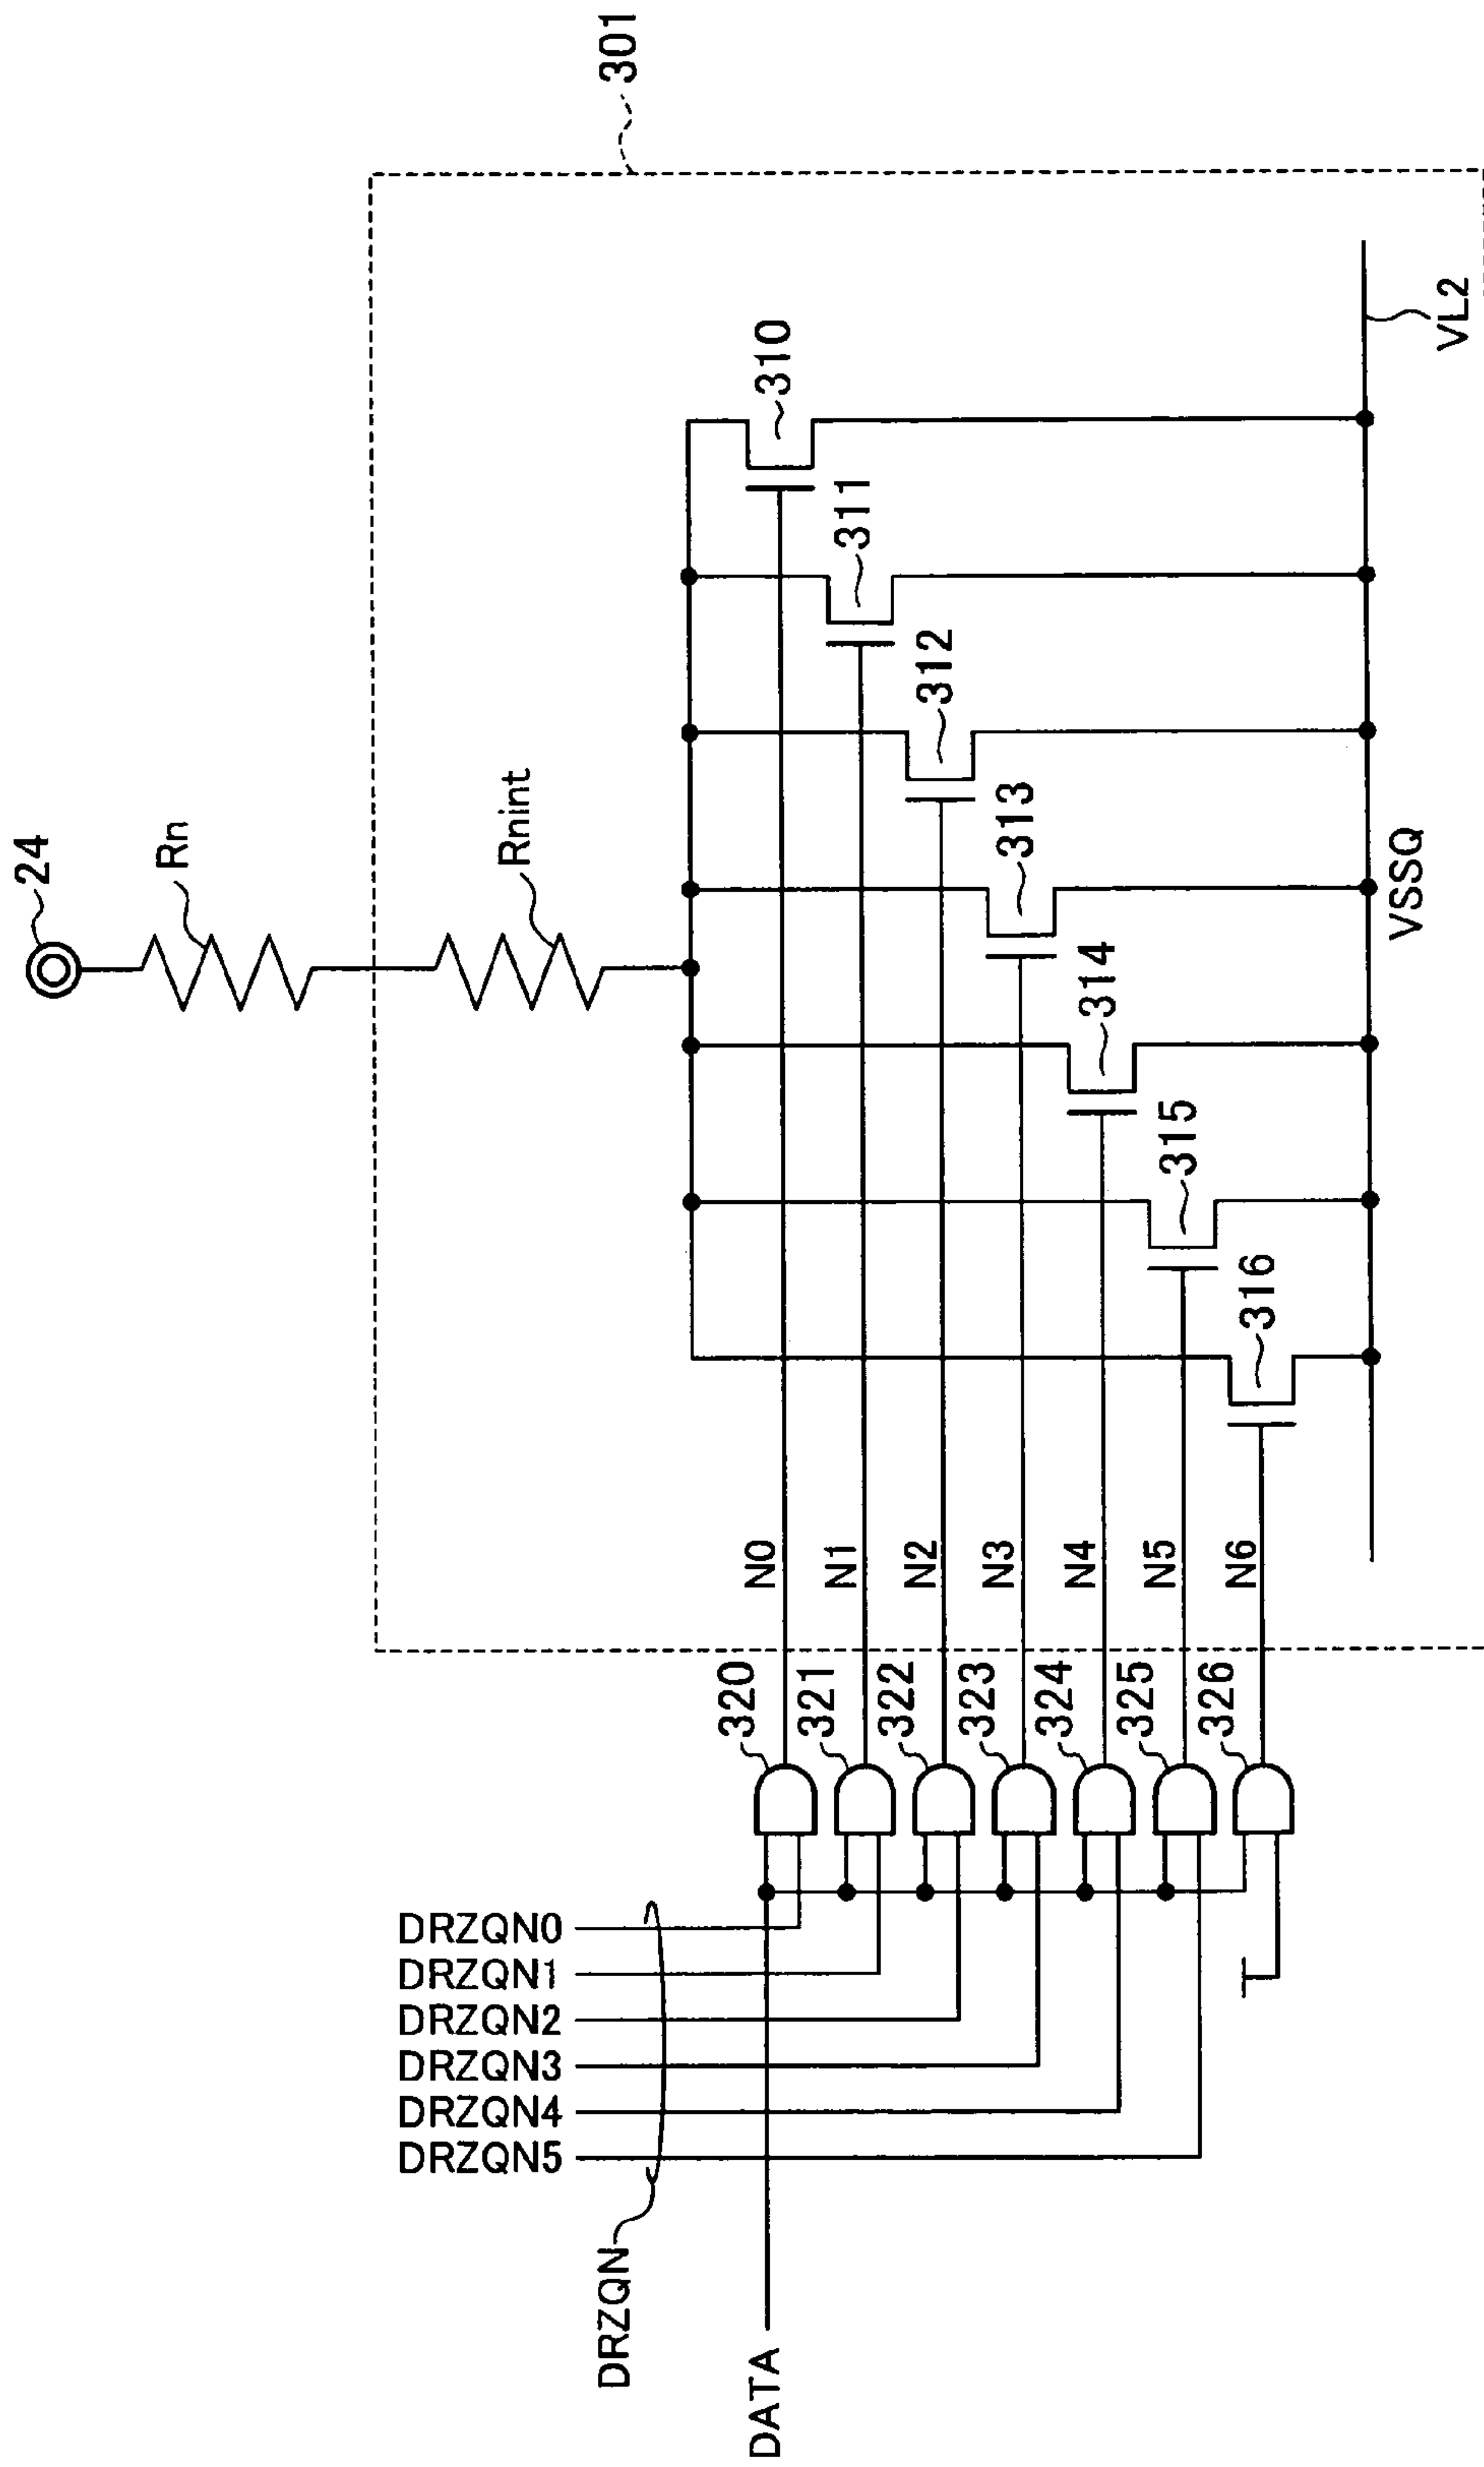 24
Rn
301
Rnint
310
311
312
313
314
315
316
VL2
VSSQ
N0
N1
N2
N3
N4
N5
N6
320
321
322
323
324
325
326
DRZQN0
DRZQN1
DRZQN2
DRZQN3
DRZQN4
DRZQN5
DRZQN
DATA